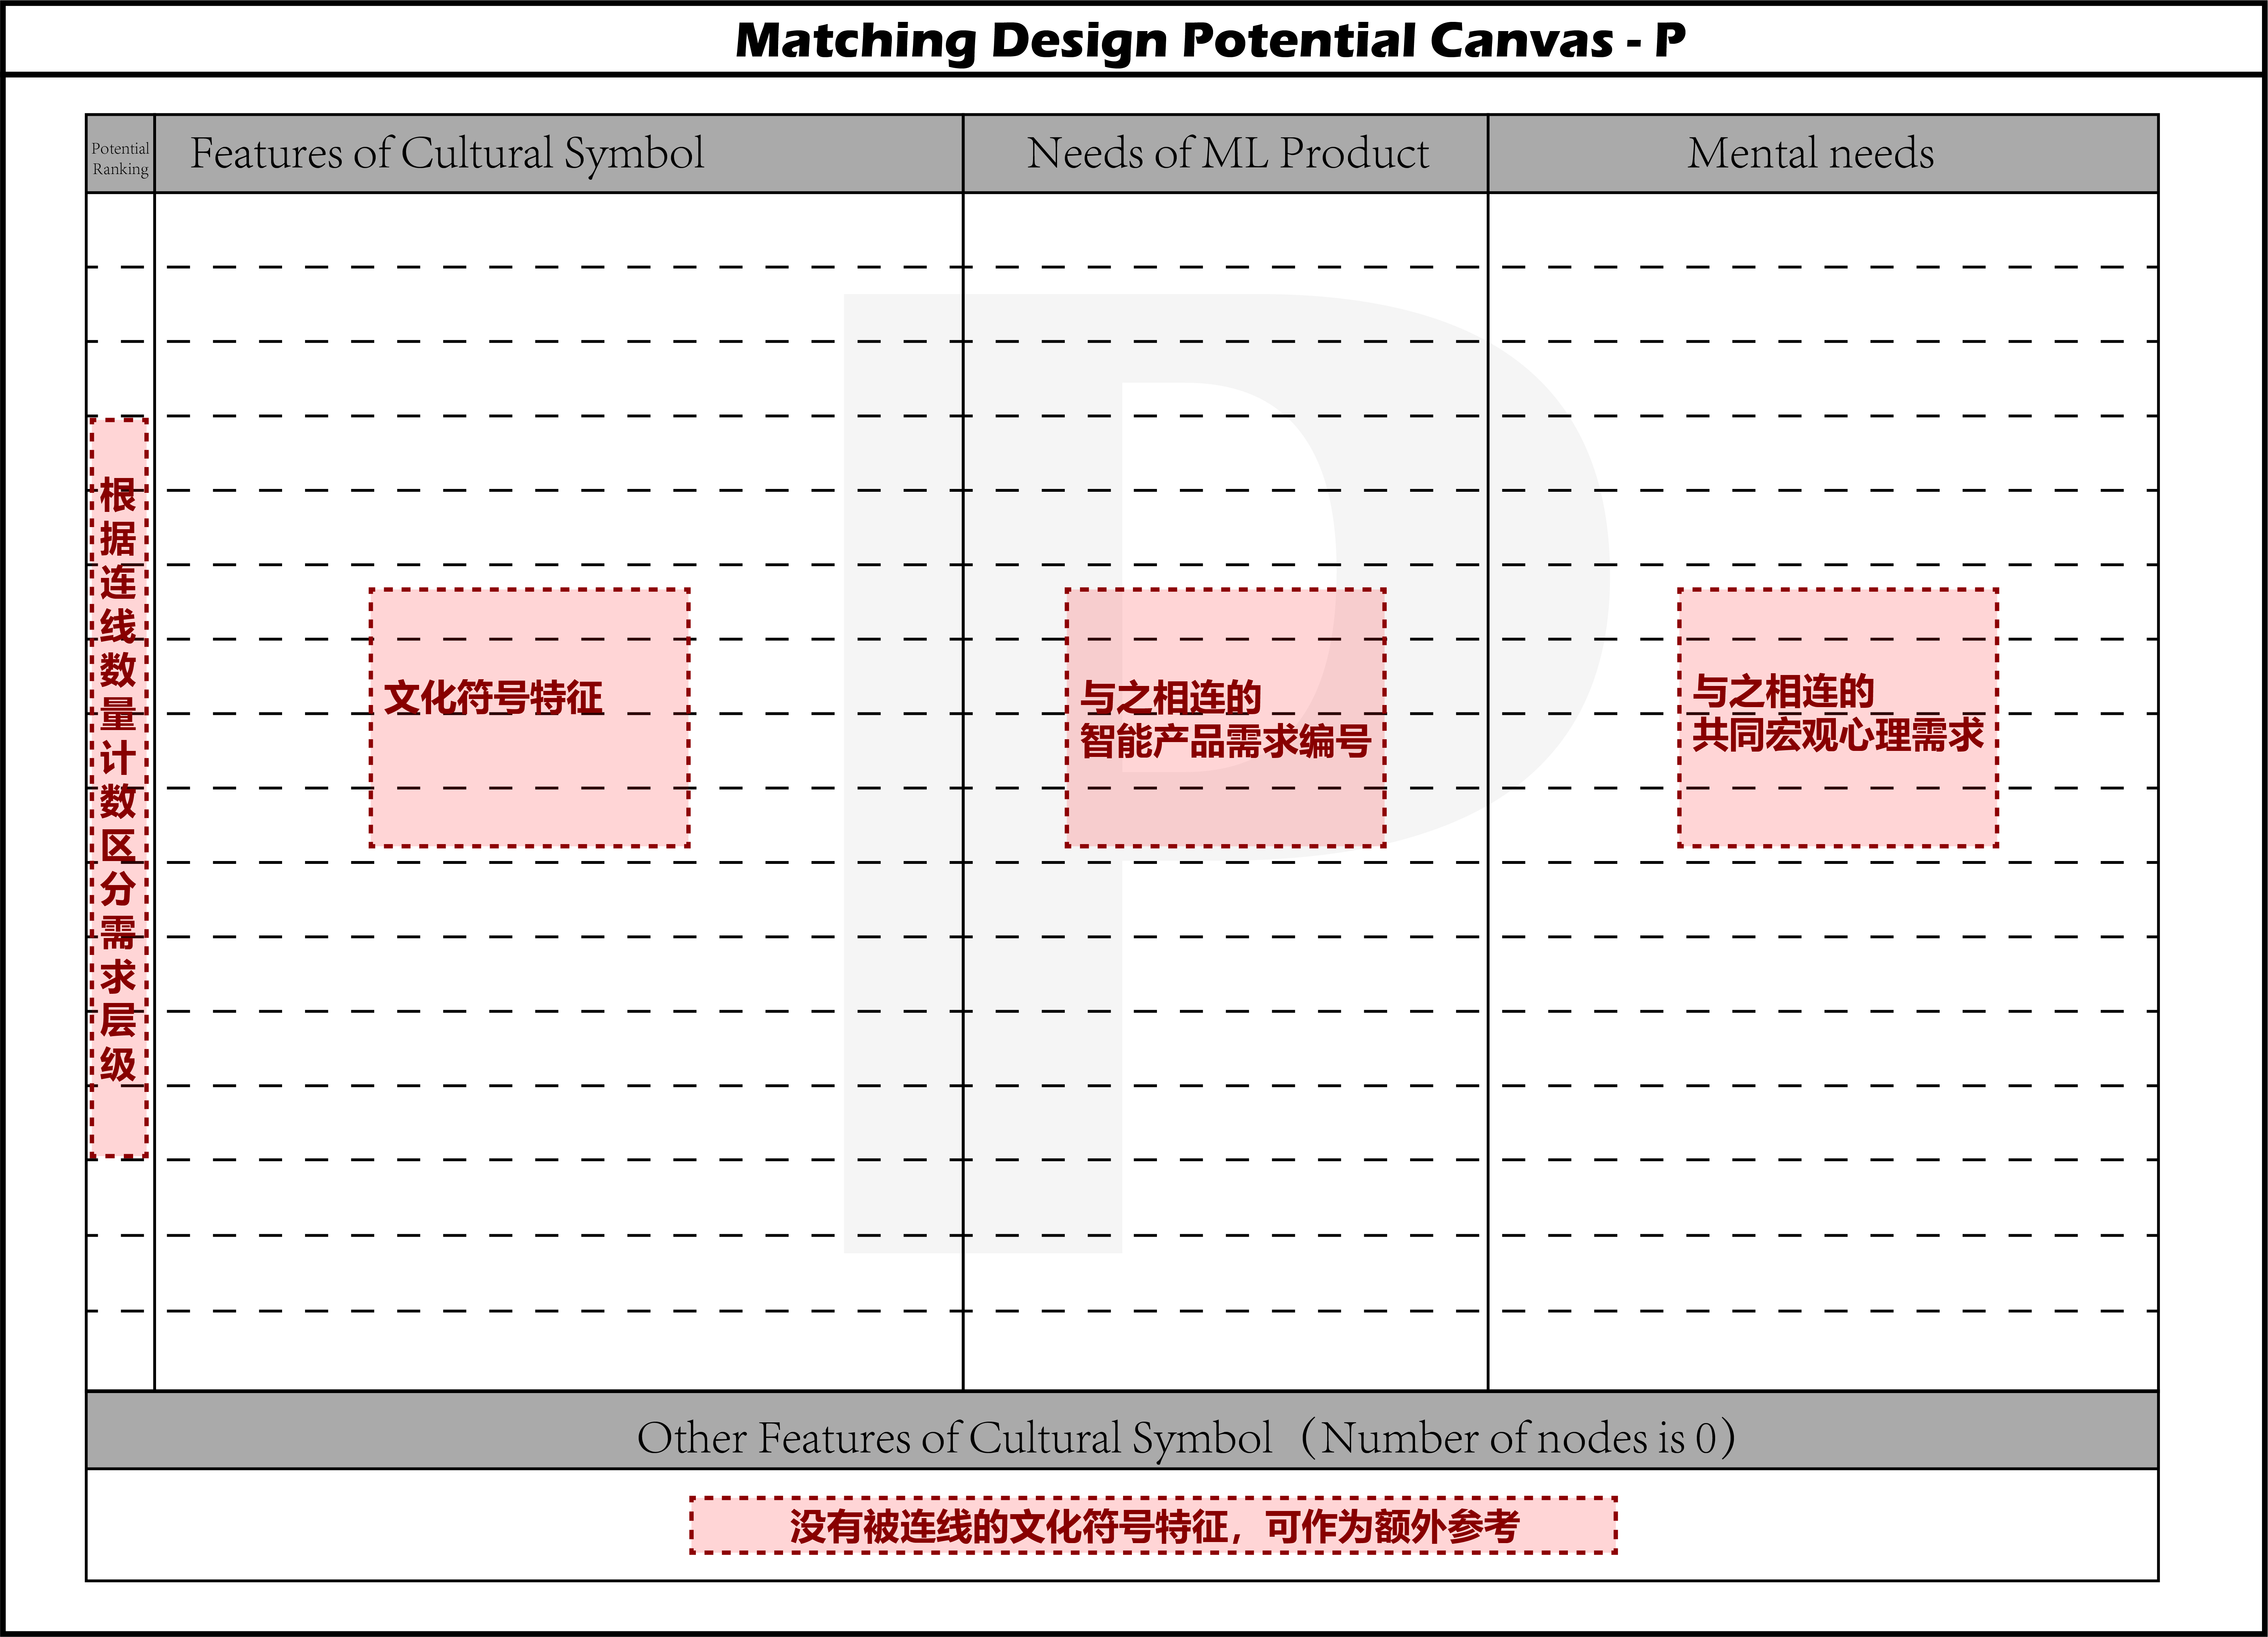 Matching Design Potential Canvas - P
Potential
Ranking
Features of Cultural Symbol
Needs of ML Product
Mental needs
根据连线数量计数区分需求层级
文化符号特征
与之相连的
智能产品需求编号
与之相连的
共同宏观心理需求
P
Other Features of Cultural Symbol（Number of nodes is 0）
没有被连线的文化符号特征，可作为额外参考